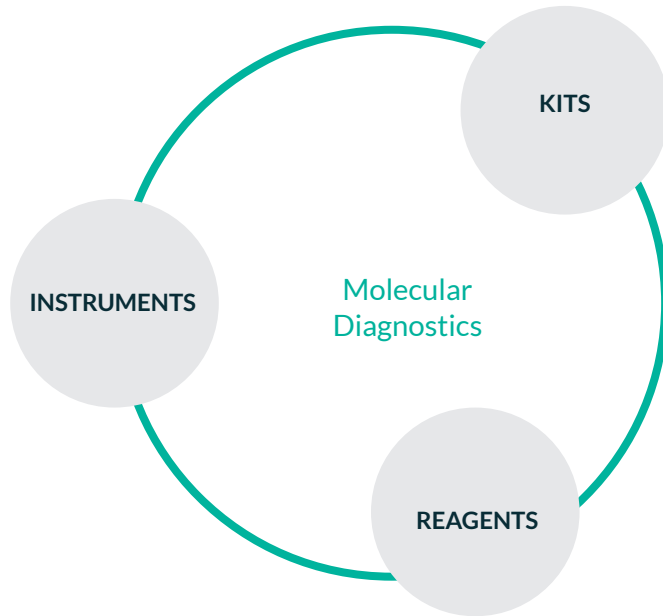 KITS
INSTRUMENTS
Molecular
Diagnostics
REAGENTS